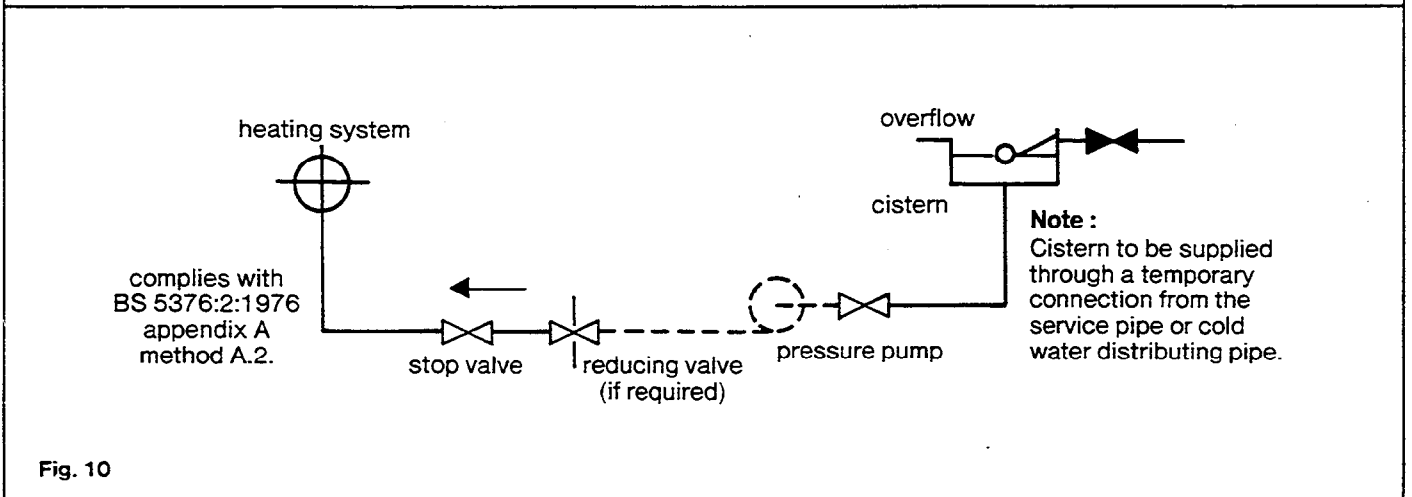 heating system
complies with
BS 5376:2:1976
appendix A
method A.2.
stop valve
reducing valve
(if required)
pressure pump
overflow
cistern
Note :
Cistern to be supplied
through a temporary
connection from the
service pipe or cold
water distributing pipe.
Fig. 10